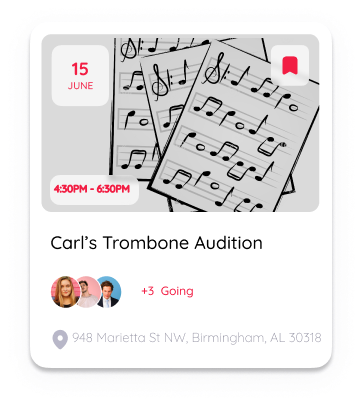 15
JUNE
4:30PM - 6:30PM
Carl's Trombone Audition
+3 Going
948 Marietta St NW, Birmingham, AL 30318